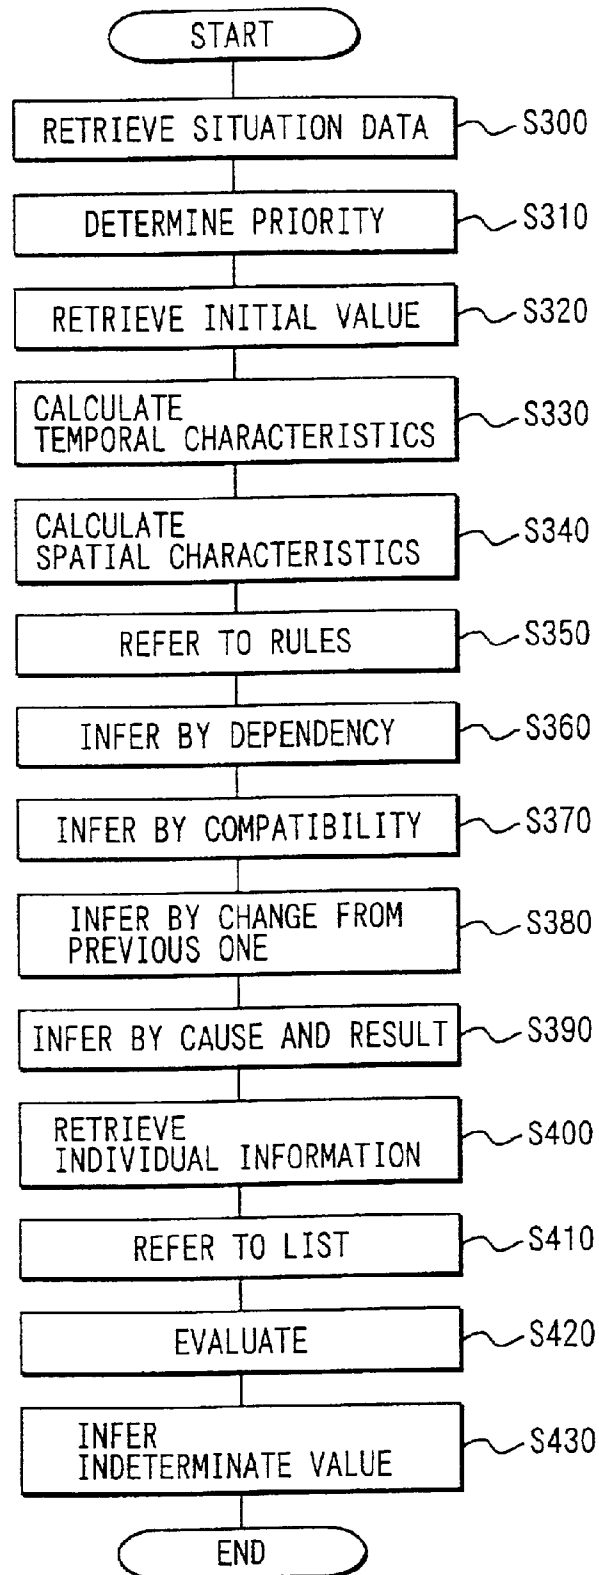 START
RETRIEVE SITUATION DATA
S300
DETERMINE PRIORITY
S310
RETRIEVE INITIAL VALUE
S320
CALCULATE
TEMPORAL CHARACTERISTICS
S330
CALCULATE
SPATIAL CHARACTERISTICS
S340
REFER TO RULES
S350
INFER BY DEPENDENCY
S360
INFER BY COMPATIBILITY
S370
INFER BY CHANGE FROM
PREVIOUS ONE
S380
INFER BY CAUSE AND RESULT
S390
RETRIEVE
INDIVIDUAL INFORMATION
S400
REFER TO LIST
S410
EVALUATE
S420
INFER
INDETERMINATE VALUE
S430
END